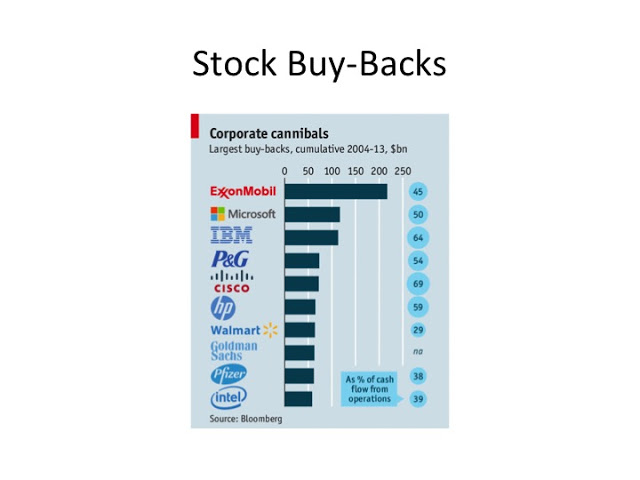 Stock Buy-Backs
Corporate cannibals
Largest buy-backs, cumulative 2004-13, $bn
0 50 100 150 200 250
ExxonMobil 45
Microsoft 50
IBM 64
P&G 54
CISCO 69
hp 59
Walmart 29
Goldman
Sachs na
Pfizer 38
intel 39
As % of cash
flow from
operations
Source: Bloomberg